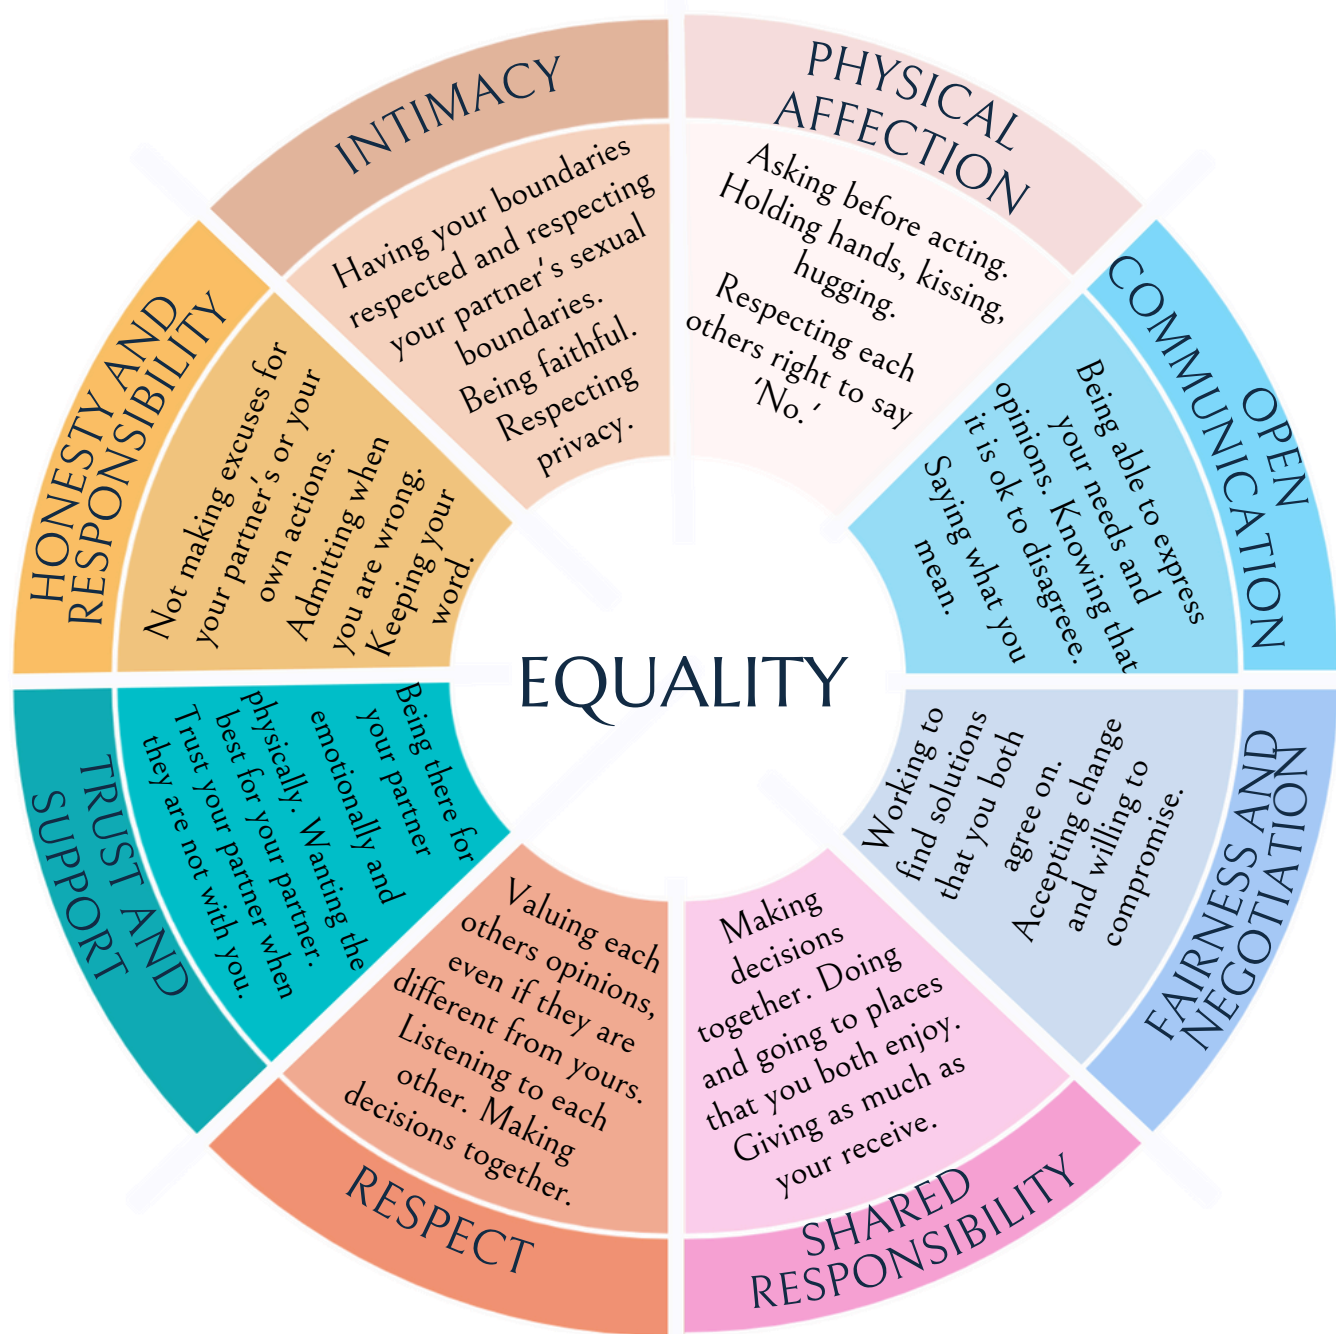 INTIMACY
Having your boundaries
respected and respecting
your partner's sexual
boundaries.
Being faithful.
Respecting
privacy.
PHYSICAL
AFFECTION
Asking before acting.
Holding hands, kissing,
hugging.
Respecting each
others right to say
'No.'
OPEN
COMMUNICATION
Being able to express
your needs and
opinions. Knowing that
it is ok to disagreee.
Saying what you
mean.
FAIRNESS AND
NEGOTIATION
Working to
find solutions
that you both
agree on.
Accepting change
and willing to
compromise.
SHARED
RESPONSIBILITY
Making
decisions
together. Doing
and going to places
that you both enjoy.
Giving as much as
your receive.
RESPECT
Valuing each
others opinions,
even if they are
different from yours.
Listening to each
other. Making
decisions together.
TRUST AND
SUPPORT
Being there for
your partner
emotionally and
physically. Wanting the
best for your partner.
Trust your partner when
they are not with you.
HONESTY AND
RESPONSIBILITY
Not making excuses for
your partner's or your
own actions.
Admitting when
you are wrong.
Keeping your
word.
EQUALITY